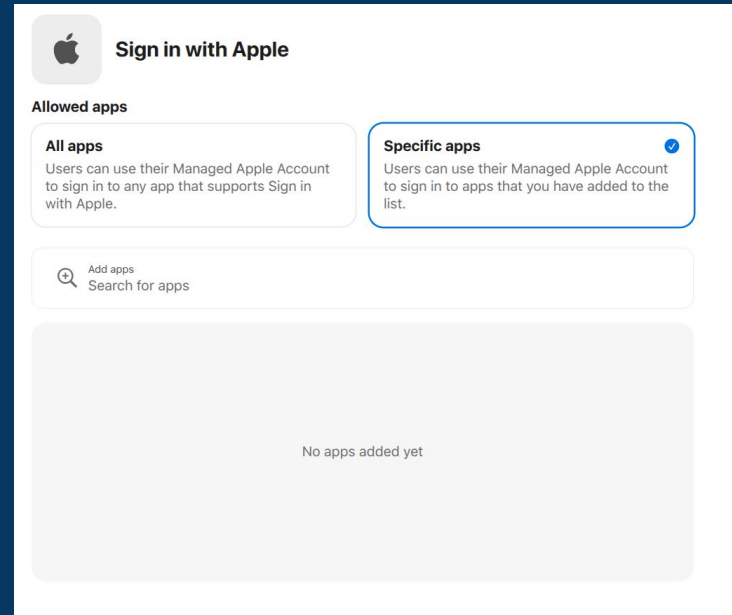 Sign in with Apple
Allowed apps
All apps
Users can use their Managed Apple Account
to sign in to any app that supports Sign in
with Apple.
Specific apps
Users can use their Managed Apple Account
to sign in to apps that you have added to the
list.
Add apps
Search for apps
No apps added yet